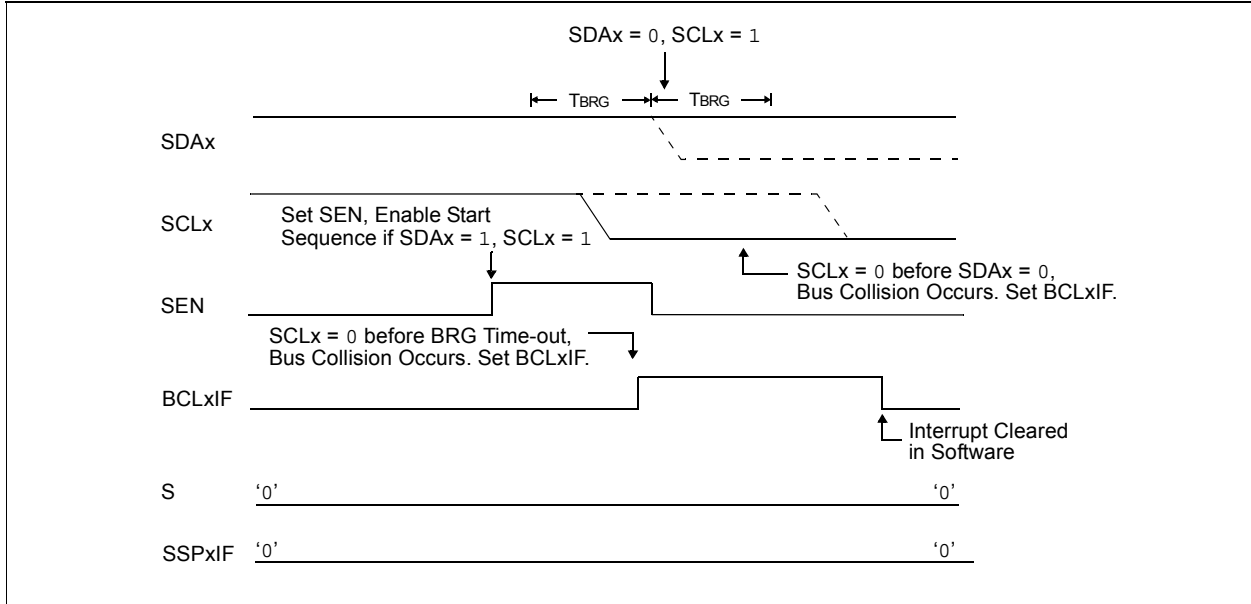 SDAx = 0, SCLx = 1
TBRG TBRG
SDAx
SCLx
Set SEN, Enable Start
Sequence if SDAx = 1, SCLx = 1
SCLx = 0 before SDAx = 0,
Bus Collision Occurs. Set BCLxIF.
SEN
SCLx = 0 before BRG Time-out,
Bus Collision Occurs. Set BCLxIF.
BCLxIF
Interrupt Cleared
in Software
S ‘0’ ‘0’
SSPxIF ‘0’ ‘0’